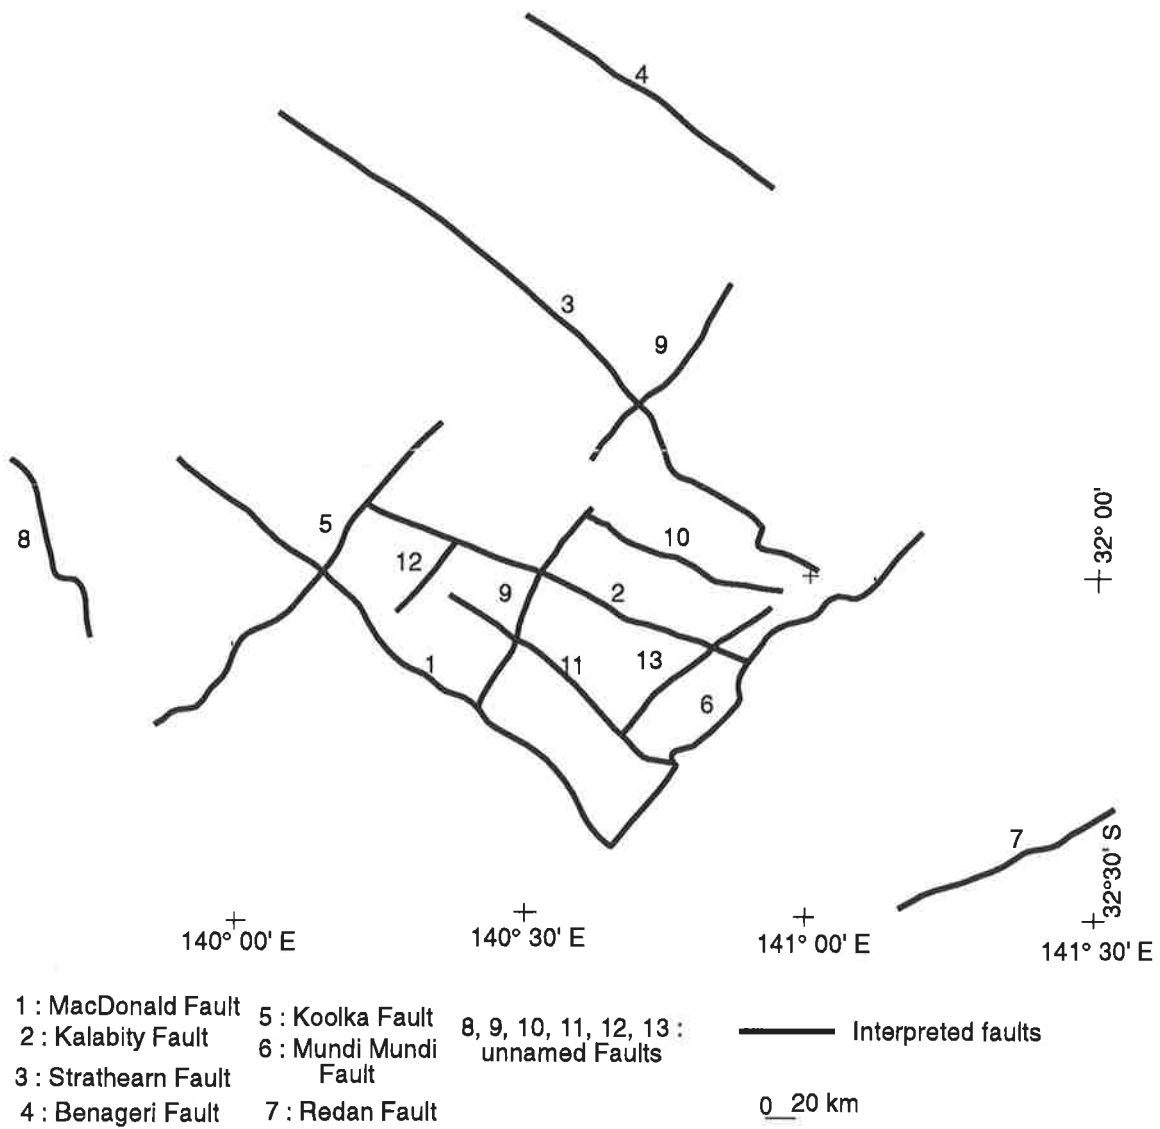 4
3
9
5
8
10
12
9
2
32° 00'
1
11
13
6
7
32°30' S
140° 00' E
140° 30' E
141° 00' E
141° 30' E
1 : MacDonald Fault
2 : Kalabity Fault
3 : Strathearn Fault
4 : Benageri Fault
5 : Koolka Fault
6 : Mundi Mundi
Fault
7 : Redan Fault
8, 9, 10, 11, 12, 13 :
unnamed Faults
Interpreted faults
0 20 km